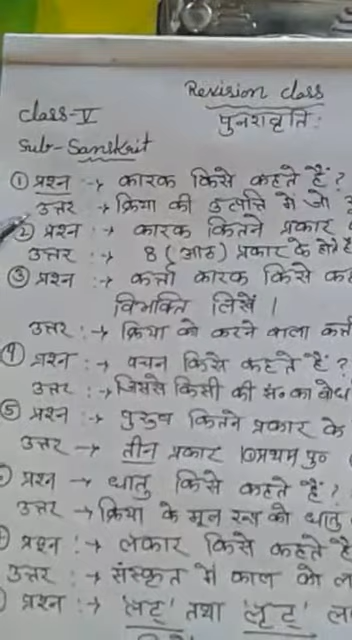 Revision class
Class-V
पुनरावृतिः
Sub-Sanskrit
① प्रश्न :→ कारक किसे कहते हैं ?
उत्तर :→ क्रिया की उत्पत्ति में जो
② प्रश्न :→ कारक कितने प्रकार
उत्तर :→ 8 (आठ) प्रकार के होते हैं
③ प्रश्न :→ कर्त्ता कारक किसे
विभक्ति लिखें ।
उत्तर :→ क्रिया को करने वाला कर्त्ता
④ प्रश्न :→ वचन किसे कहते हैं ?
उत्तर :→ जिससे किसी की सं॰ का बोध
⑤ प्रश्न :→ पुरुष कितने प्रकार के
उत्तर → तीन प्रकार ①प्रथम पु॰
प्रश्न → धातु किसे कहते हैं ?
उत्तर → क्रिया के मूल रूप को धातु
प्रश्न :→ लकार किसे कहते हैं
उत्तर :→ संस्कृत में काल को
प्रश्न :→ 'लट्' तथा 'लृट्' ल